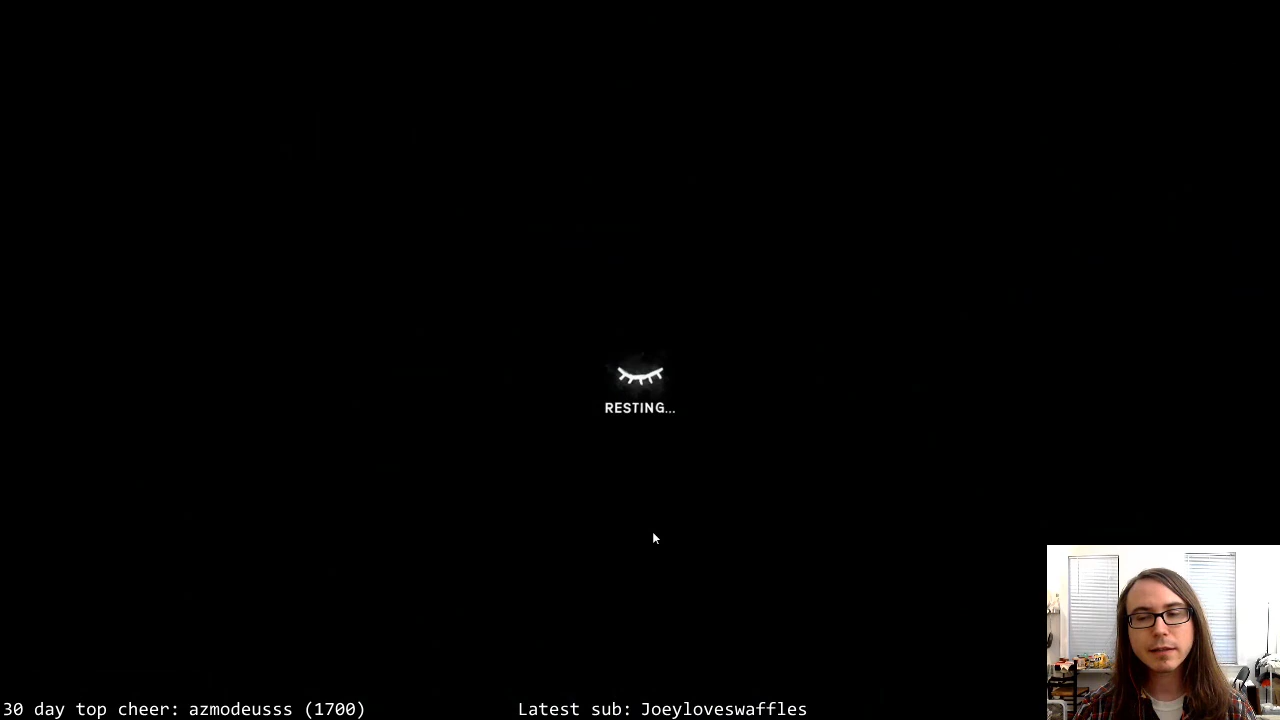 RESTING...
30 day top cheer: azmodeusss (1700)
Latest sub: Joeyloveswaffles